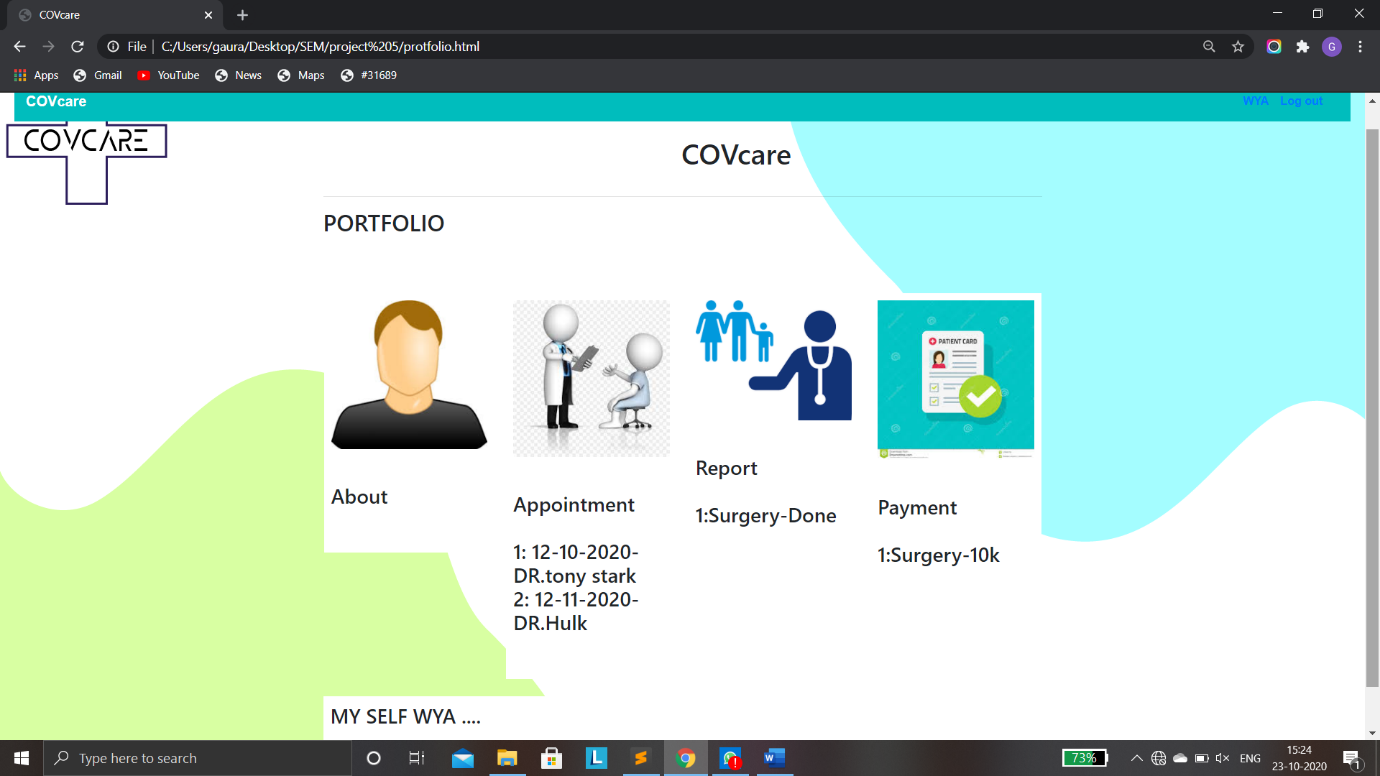 COVcare
File
C:/Users/gaura/Desktop/SEM/project%205/protfolio.html
G
Apps
Gmail
YouTube
News
Maps
#31689
COVcare
WYA
Log out
COVCARE
COVcare
PORTFOLIO
PATIENT CARD
About
Appointment
1: 12-10-2020-
DR.tony stark
2: 12-11-2020-
DR.Hulk
Report
1:Surgery-Done
Payment
1:Surgery-10k
MY SELF WYA ....
Type here to search
L
W
73%
ENG
15:24
23-10-2020
1